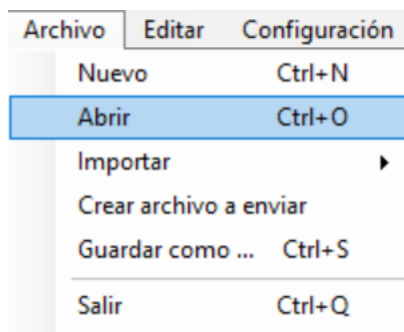 Archivo Editar Configuración
Nuevo Ctrl+N
Abrir Ctrl+O
Importar
Crear archivo a enviar
Guardar como ... Ctrl+S
Salir Ctrl+Q